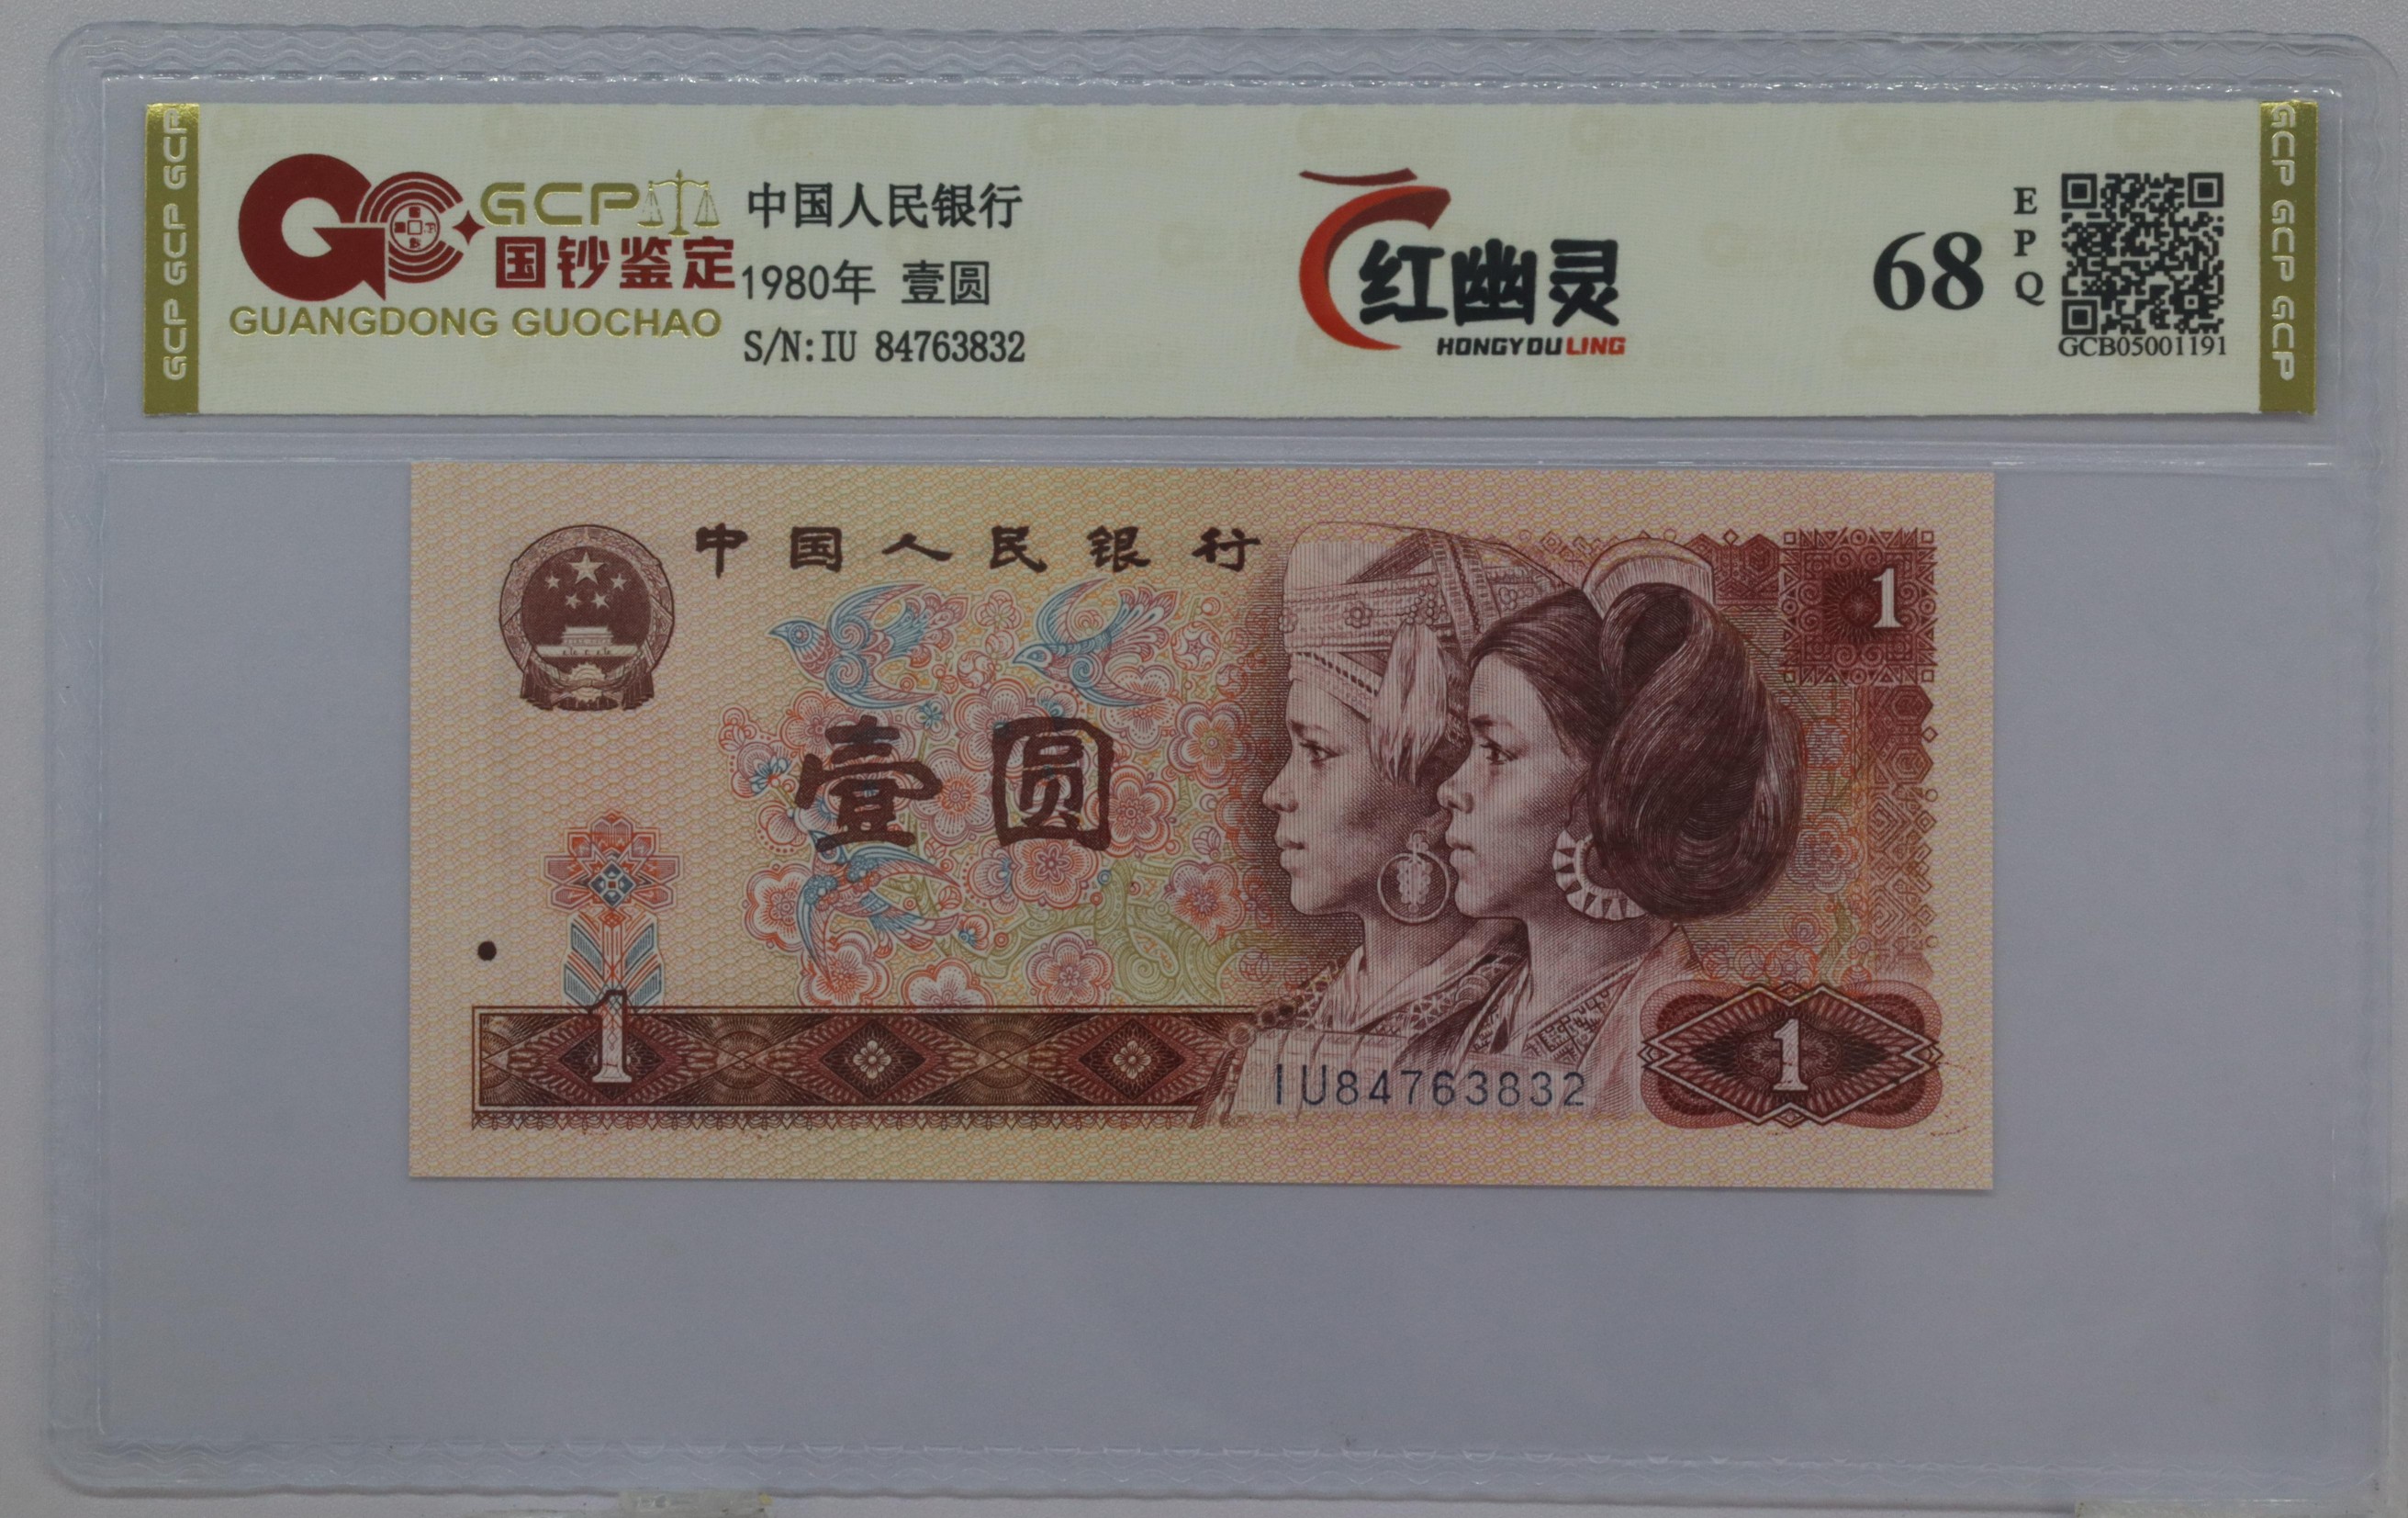 GCP GCP GCP
GCP
国钞鉴定
GUANGDONG GUOCHAO
中国人民银行
1980年 壹圆
S/N:IU 84763832
红幽灵
HONGYOULING
68
EPQ
GCB05001191
GCP GCP GCP
中国人民银行
1
壹圆
1
1
IU84763832